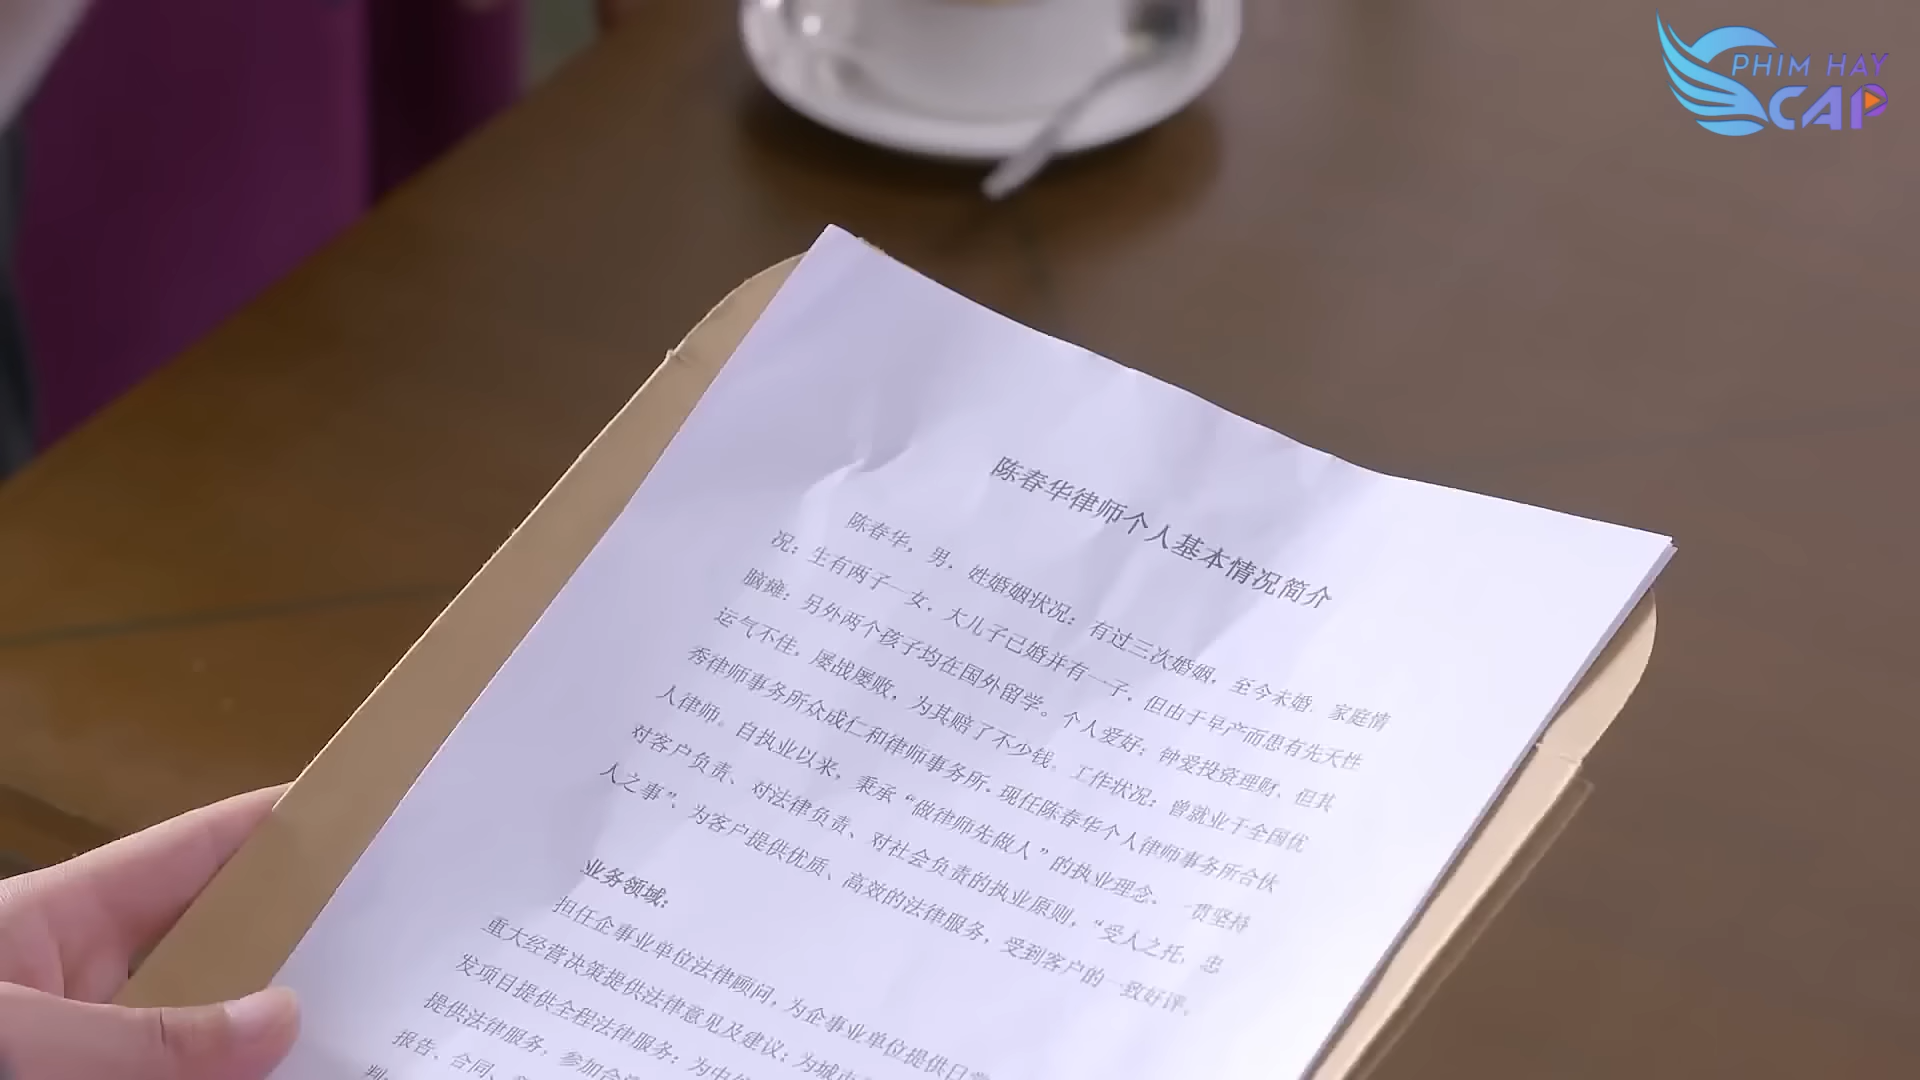 PHIM HAY
CAP
陈春华律师个人基本情况简介
陈春华，男，姓婚姻状况：有过三次婚姻，至今未婚，家庭情
况：生有两子一女，大儿子已婚并有一子，但由于早产而患有先天性
脑瘫；另外两个孩子均在国外留学。个人爱好：钟爱投资理财，但其
运气不佳，屡战屡败，为其赔了不少钱。工作状况：曾就业于全国优
秀律师事务所众成仁和律师事务所，现任陈春华个人律师事务所合伙
人律师。自执业以来，秉承“做律师先做人”的执业理念，一贯坚持
对客户负责、对法律负责、对社会负责的执业原则，“受人之托，忠
人之事”、为客户提供优质、高效的法律服务，受到客户的一致好评。
业务领域：
担任企事业单位法律顾问，为企事业单位提供日常
重大经营决策提供法律意见及建议；为城市
发项目提供全程法律服务；为中
提供法律服务；参加合
报告、合同、